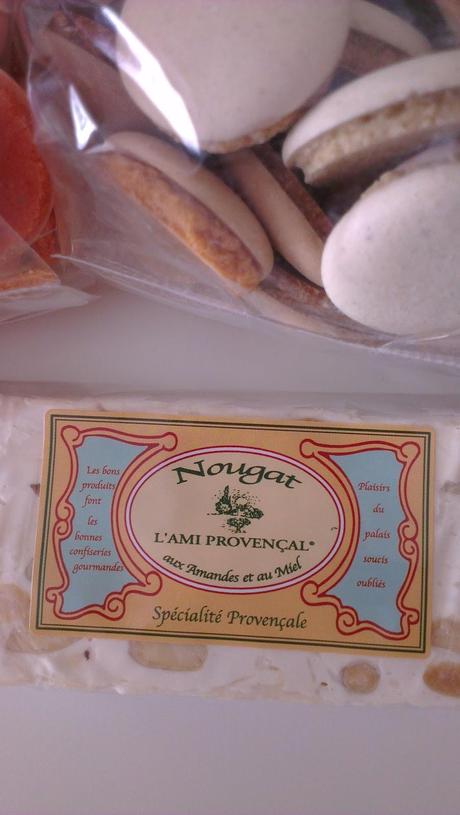 Les bons
produits
font
les
bonnes
confiseries
gourmandes
Nougat
L'AMI PROVENÇAL®
aux Amandes et au Miel
Spécialité Provençale
Plaisirs
du
palais
soucis
oubliés